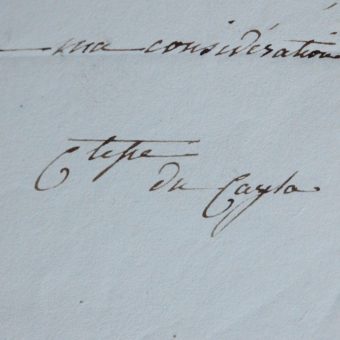 ma considération
Ctesse
du Cayla